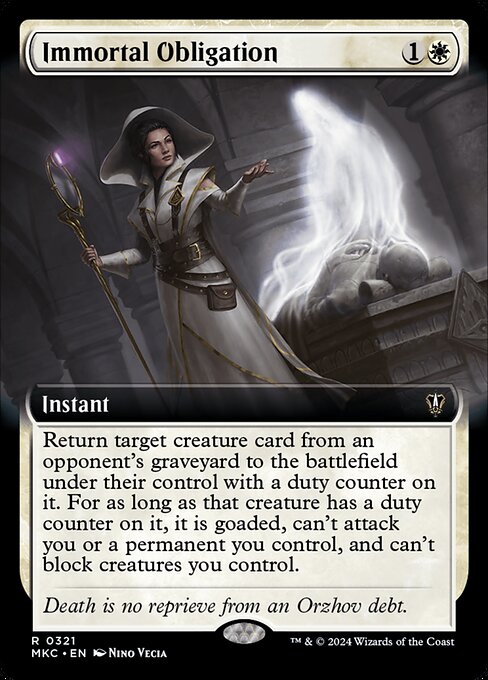 Immortal Obligation 1
Instant
Return target creature card from an
opponent's graveyard to the battlefield
under their control with a duty counter on
it. For as long as that creature has a duty
counter on it, it is goaded, can't attack
you or a permanent you control, and can't
block creatures you control.
Death is no reprieve from an Orzhov debt.
R 0321
MKC • EN Nino Vecia
™ & © 2024 Wizards of the Coast